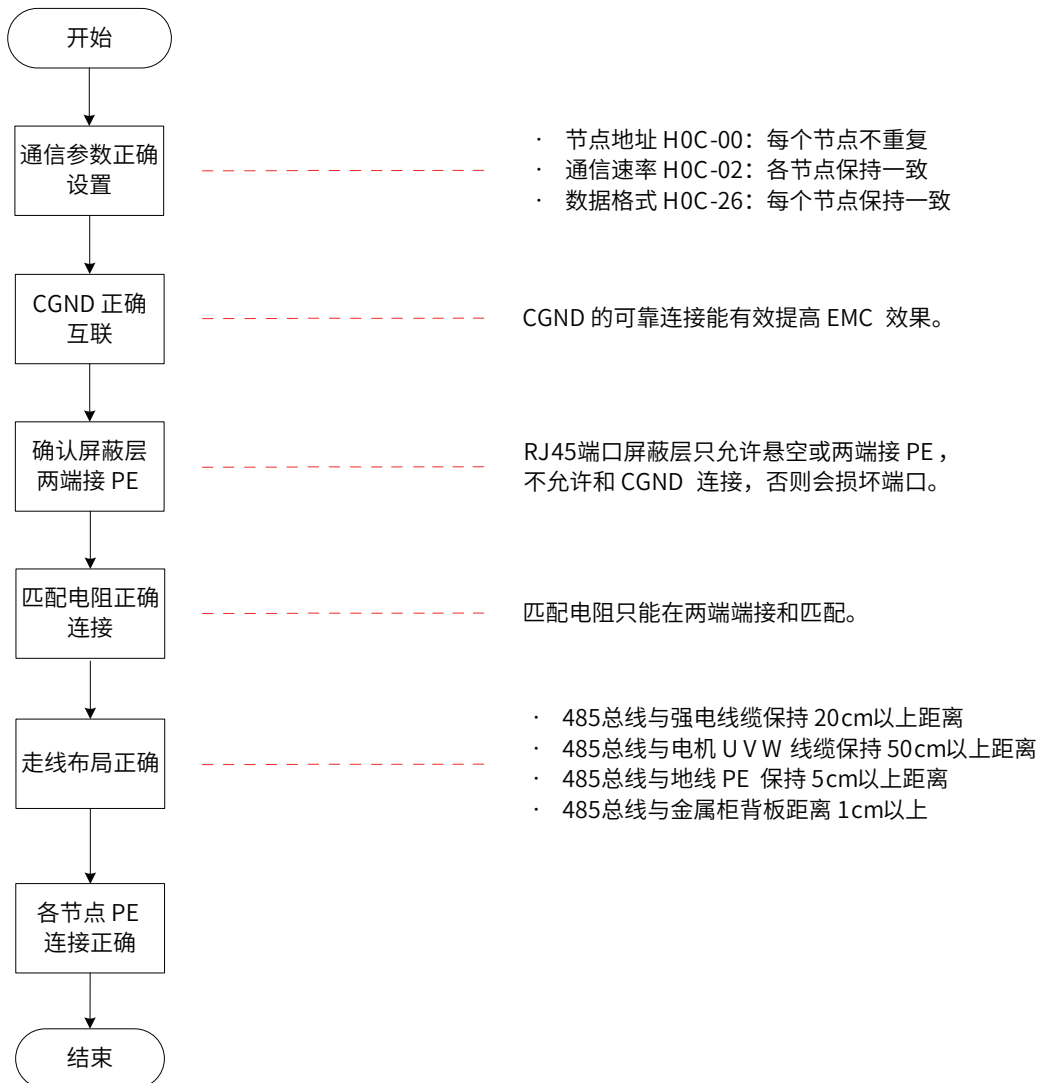 开始
通信参数正确
设置
· 节点地址 H0C-00：每个节点不重复
· 通信速率 H0C-02：各节点保持一致
· 数据格式 H0C-26：每个节点保持一致
CGND 正确
互联
CGND 的可靠连接能有效提高 EMC 效果。
确认屏蔽层
两端接 PE
RJ45端口屏蔽层只允许悬空或两端接 PE，
不允许和 CGND 连接，否则会损坏端口。
匹配电阻正确
连接
匹配电阻只能在两端端接和匹配。
走线布局正确
· 485总线与强电线缆保持 20cm以上距离
· 485总线与电机 U V W 线缆保持 50cm以上距离
· 485总线与地线 PE 保持 5cm以上距离
· 485总线与金属柜背板距离 1cm以上
各节点 PE
连接正确
结束